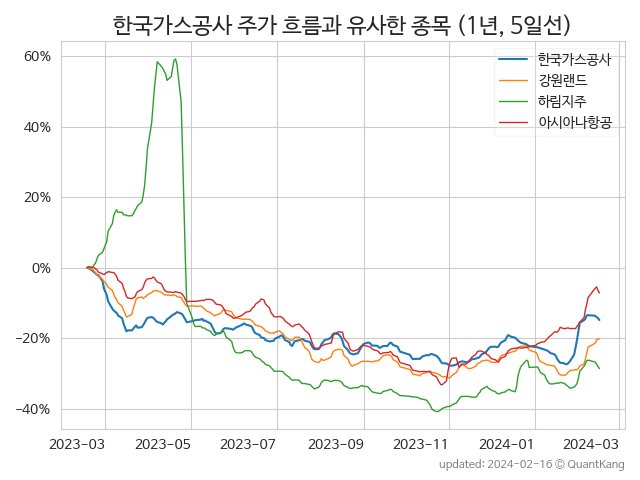 한국가스공사 주가 흐름과 유사한 종목 (1년, 5일선)
한국가스공사
강원랜드
하림지주
아시아나항공
60%
40%
20%
0%
−20%
−40%
2023-03 2023-05 2023-07 2023-09 2023-11 2024-01 2024-03
updated: 2024-02-16 © QuantKang